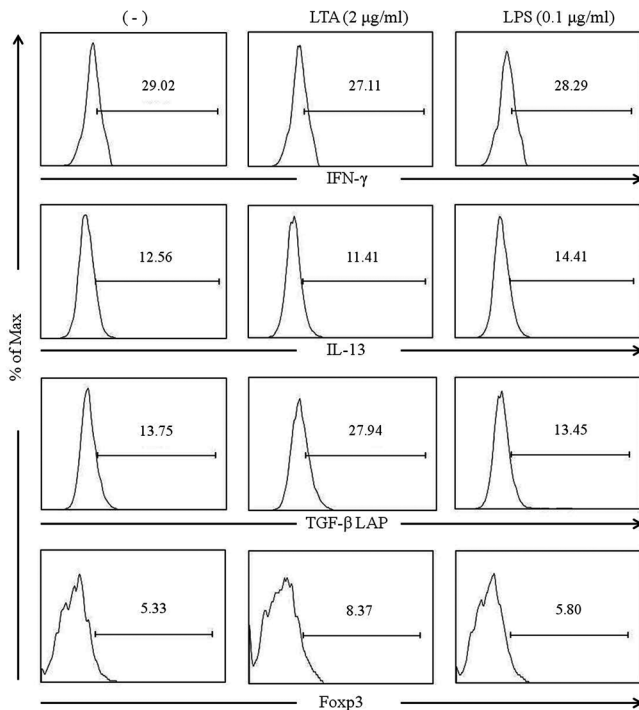 ( - ) LTA (2 µg/ml) LPS (0.1 µg/ml)
29.02 27.11 28.29
IFN-γ
12.56 11.41 14.41
IL-13
% of Max
13.75 27.94 13.45
TGF-β LAP
5.33 8.37 5.80
Foxp3